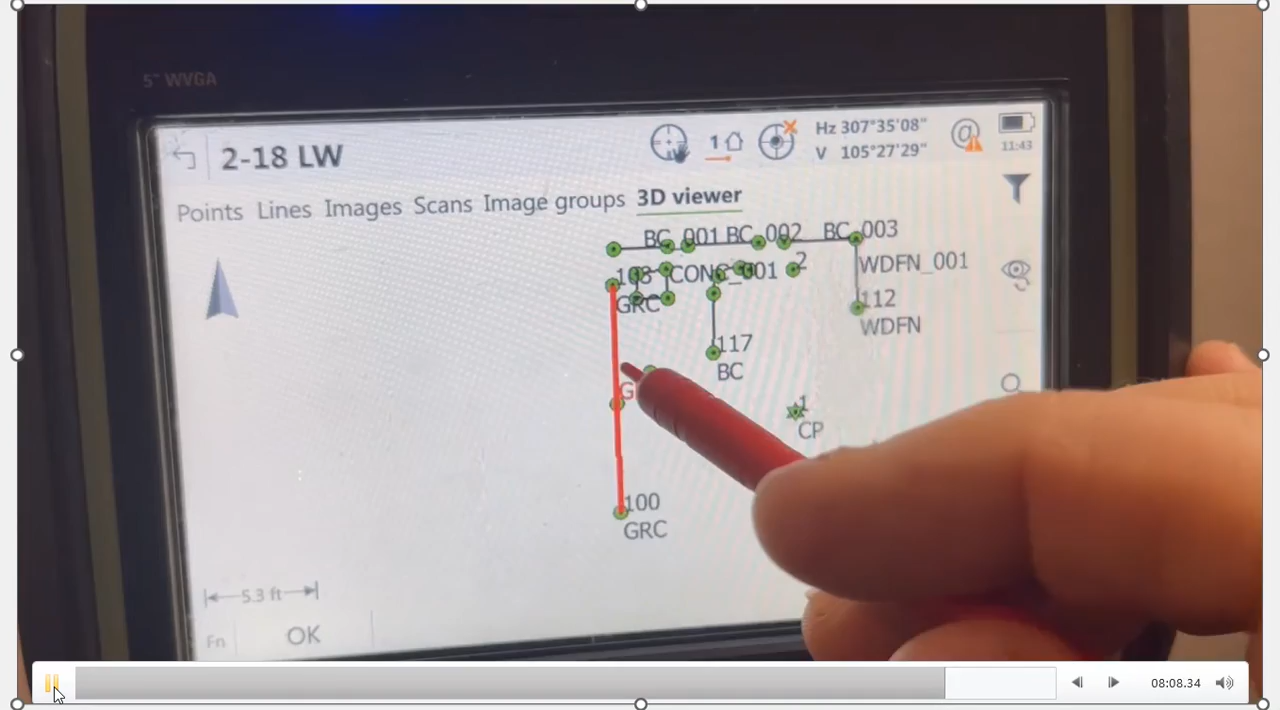 5" WVGA
2-18 LW
1
Hz 307°35'08"
V 105°27'29"
@
11:43
Points Lines Images Scans Image groups 3D viewer
BC_001 BC_002 BC_003
108 CONC_001 2 WDFN_001
GRC
112
WDFN
117
BC
1
CP
100
GRC
5.3 ft
Fn OK
08:08.34